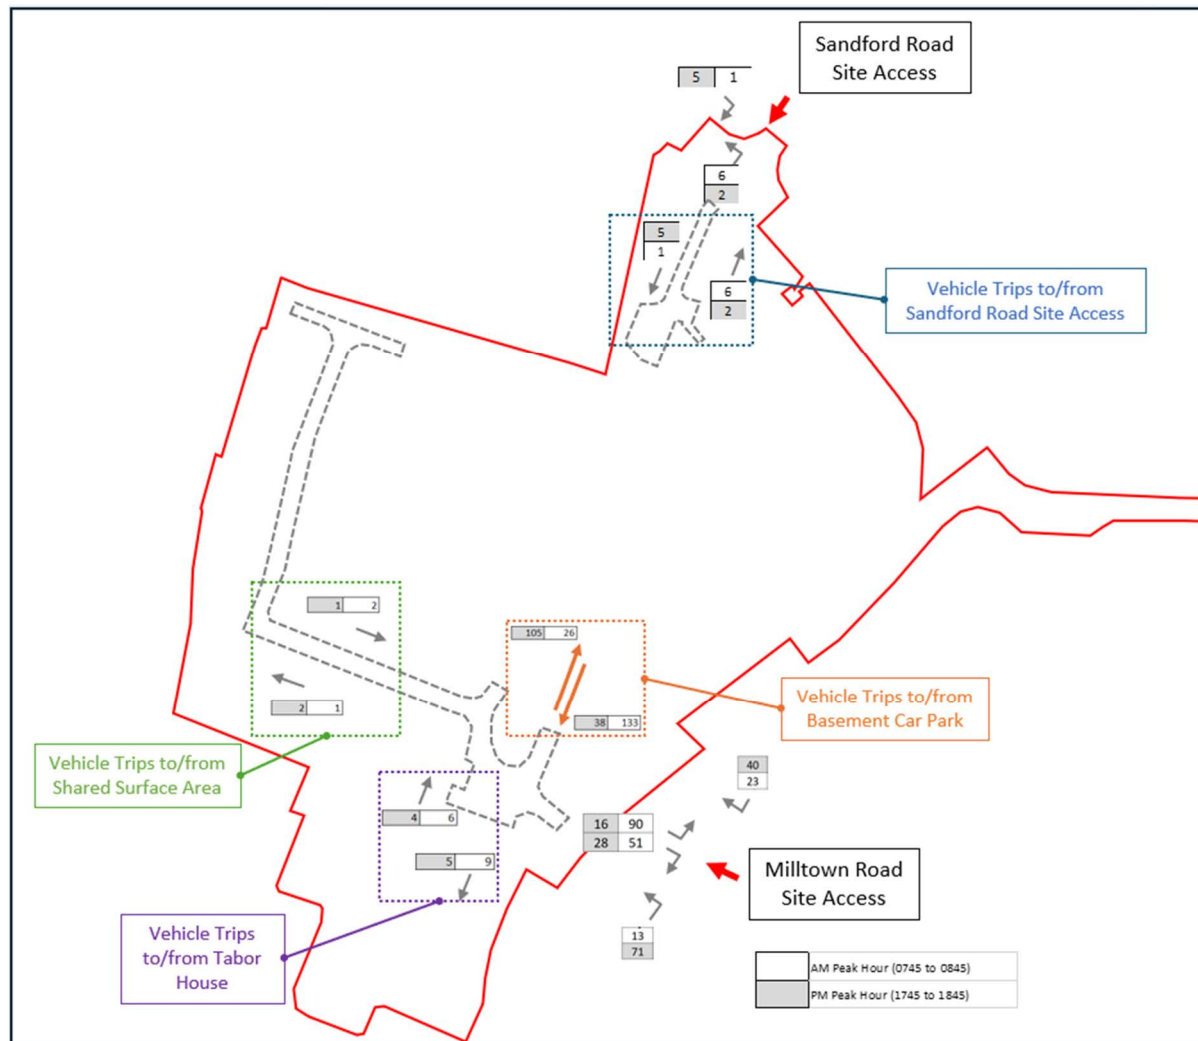 Sandford Road
Site Access
5 1
6
2
5
1
6
2
Vehicle Trips to/from
Sandford Road Site Access
1 2
2 1
Vehicle Trips to/from
Shared Surface Area
105 26
38 133
Vehicle Trips to/from
Basement Car Park
4 6
5 9
Vehicle Trips
to/from Tabor
House
40
23
16 90
28 51
13
71
Milltown Road
Site Access
AM Peak Hour (0745 to 0845)
PM Peak Hour (1745 to 1845)